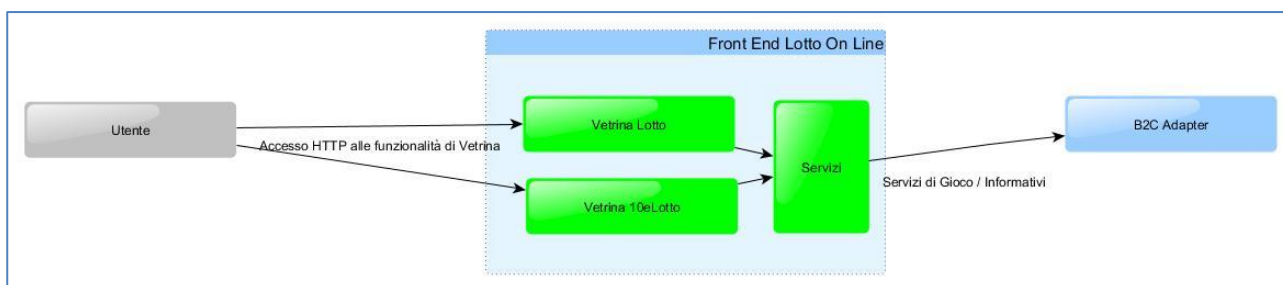 Front End Lotto On Line
Utente
Accesso HTTP alle funzionalità di Vetrina
Vetrina Lotto
Vetrina 10eLotto
Servizi
Servizi di Gioco / Informativi
B2C Adapter